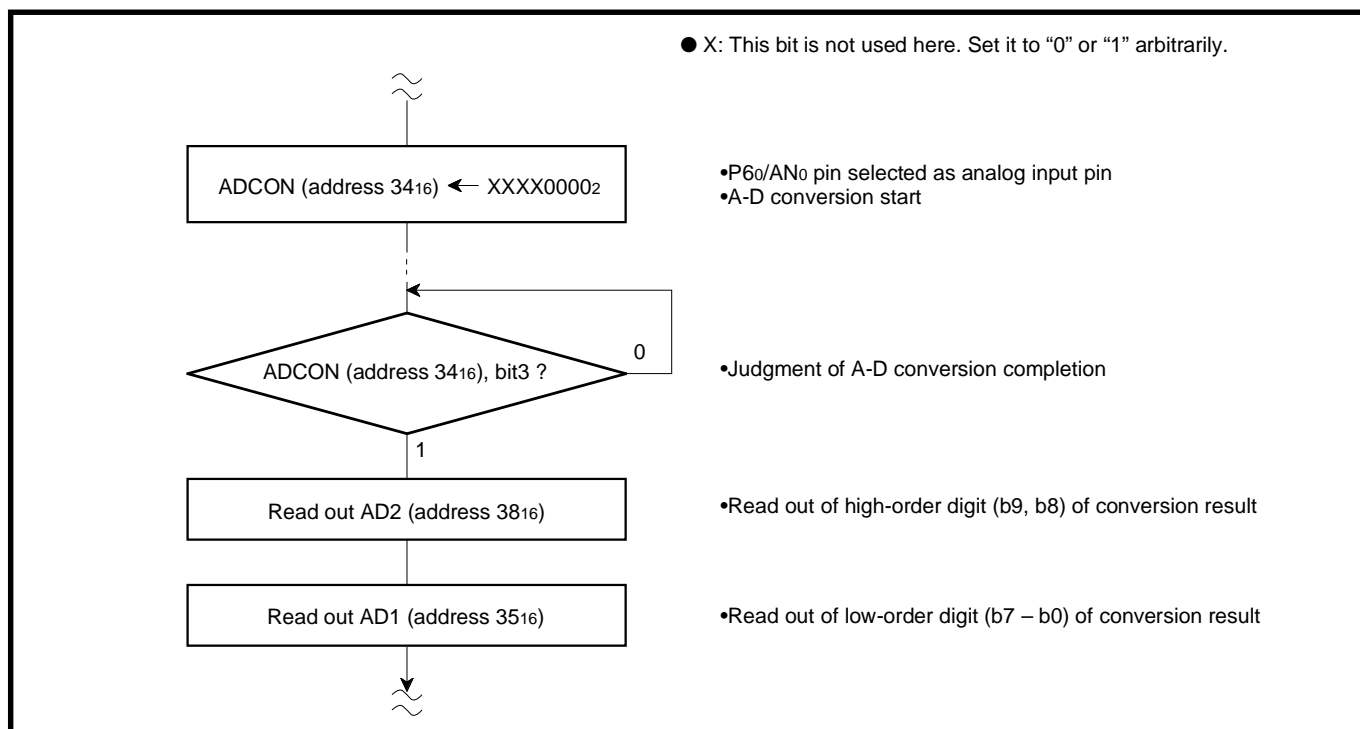 ● X: This bit is not used here. Set it to “0” or “1” arbitrarily.
ADCON (address 34₁₆) ← XXXX0000₂
•P6₀/AN₀ pin selected as analog input pin
•A-D conversion start
0
ADCON (address 34₁₆), bit3 ?
•Judgment of A-D conversion completion
1
Read out AD2 (address 38₁₆)
•Read out of high-order digit (b9, b8) of conversion result
Read out AD1 (address 35₁₆)
•Read out of low-order digit (b7 – b0) of conversion result